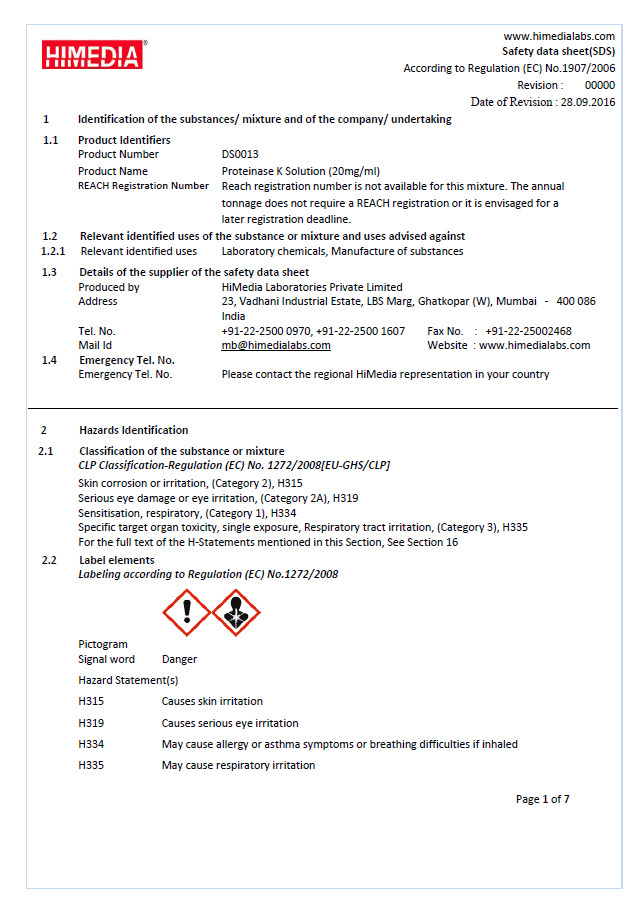 www.himedialabs.com
HIMEDIA®
Safety data sheet(SDS)
According to Regulation (EC) No.1907/2006
Revision : 00000
Date of Revision : 28.09.2016
1 Identification of the substances/ mixture and of the company/ undertaking
1.1 Product Identifiers
Product Number DS0013
Product Name Proteinase K Solution (20mg/ml)
REACH Registration Number Reach registration number is not available for this mixture. The annual
tonnage does not require a REACH registration or it is envisaged for a
later registration deadline.
1.2 Relevant identified uses of the substance or mixture and uses advised against
1.2.1 Relevant identified uses Laboratory chemicals, Manufacture of substances
1.3 Details of the supplier of the safety data sheet
Produced by HiMedia Laboratories Private Limited
Address 23, Vadhani Industrial Estate, LBS Marg, Ghatkopar (W), Mumbai - 400 086
India
Tel. No. +91-22-2500 0970, +91-22-2500 1607 Fax No. : +91-22-25002468
Mail Id mb@himedialabs.com Website : www.himedialabs.com
1.4 Emergency Tel. No.
Emergency Tel. No. Please contact the regional HiMedia representation in your country
2 Hazards Identification
2.1 Classification of the substance or mixture
CLP Classification-Regulation (EC) No. 1272/2008[EU-GHS/CLP]
Skin corrosion or irritation, (Category 2), H315
Serious eye damage or eye irritation, (Category 2A), H319
Sensitisation, respiratory, (Category 1), H334
Specific target organ toxicity, single exposure, Respiratory tract irritation, (Category 3), H335
For the full text of the H-Statements mentioned in this Section, See Section 16
2.2 Label elements
Labeling according to Regulation (EC) No.1272/2008
Pictogram
Signal word Danger
Hazard Statement(s)
H315 Causes skin irritation
H319 Causes serious eye irritation
H334 May cause allergy or asthma symptoms or breathing difficulties if inhaled
H335 May cause respiratory irritation
Page 1 of 7